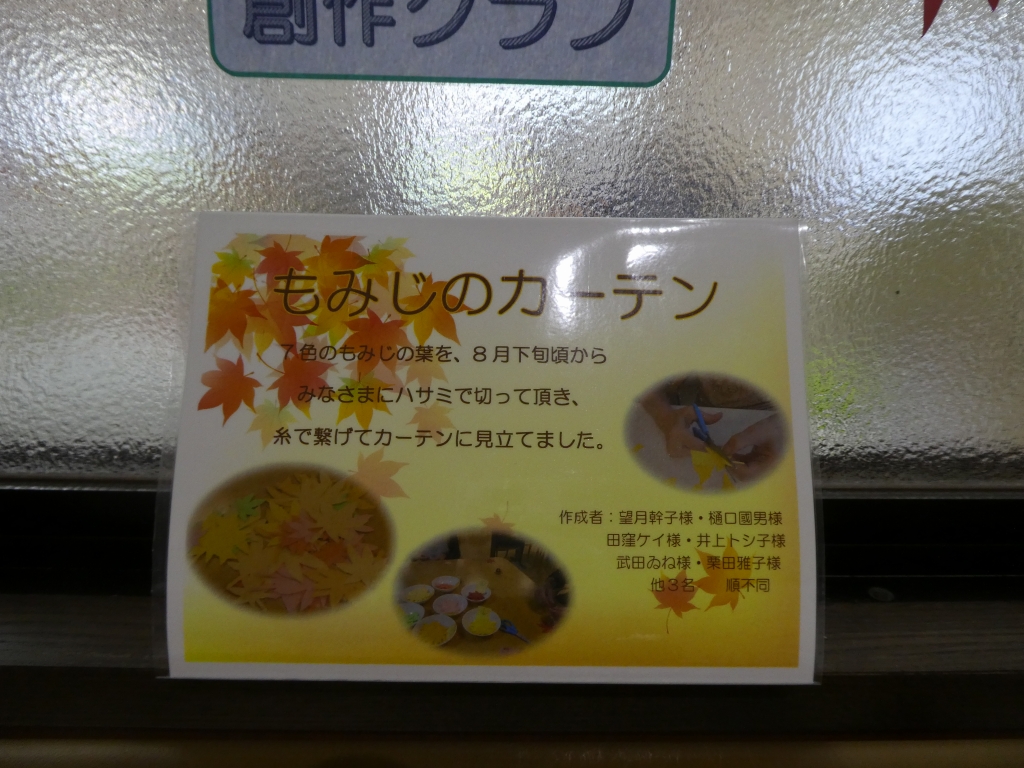 創作クラブ
もみじのカーテン
7色のもみじの葉を、8月下旬頃から
みなさまにハサミで切って頂き、
糸で繋げてカーテンに見立てました。
作成者：望月幹子様・樋口國男様
田窪ケイ様・井上トシ子様
武田ゐね様・栗田雅子様
他3名　順不同